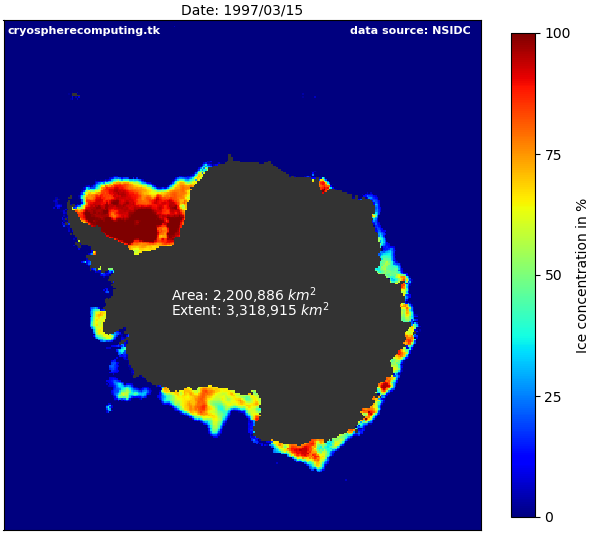 Date: 1997/03/15
cryospherecomputing.tk data source: NSIDC
Area: 2,200,886 km²
Extent: 3,318,915 km²
100
75
50
25
0
Ice concentration in %